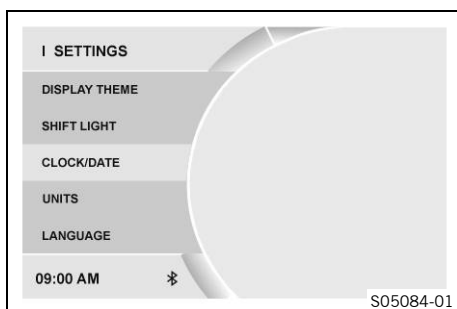 I SETTINGS
DISPLAY THEME
SHIFT LIGHT
CLOCK/DATE
UNITS
LANGUAGE
09:00 AM
S05084-01